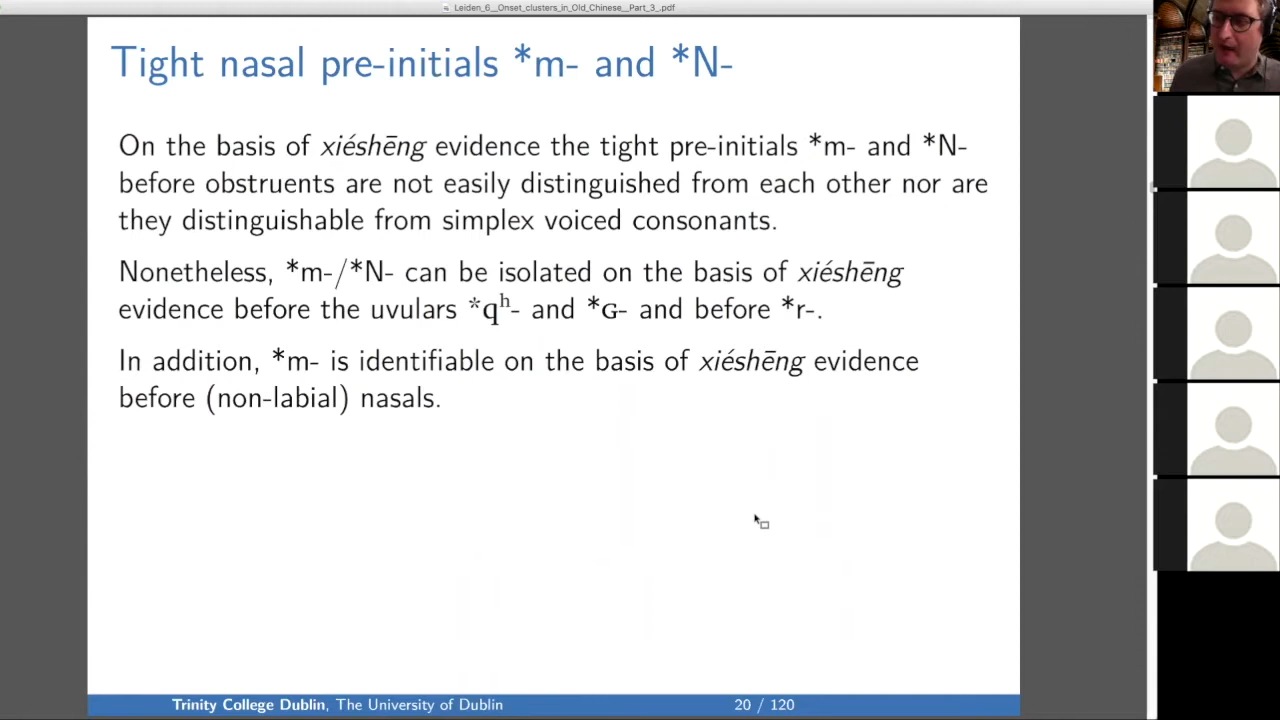 Leiden_6__Onset_clusters_in_Old_Chinese__Part_3_.pdf
Tight nasal pre-initials *m- and *N-
On the basis of xiéshēng evidence the tight pre-initials *m- and *N-
before obstruents are not easily distinguished from each other nor are
they distinguishable from simplex voiced consonants.
Nonetheless, *m-/*N- can be isolated on the basis of xiéshēng
evidence before the uvulars *qʰ- and *ɢ- and before *r-.
In addition, *m- is identifiable on the basis of xiéshēng evidence
before (non-labial) nasals.
Trinity College Dublin, The University of Dublin
20 / 120